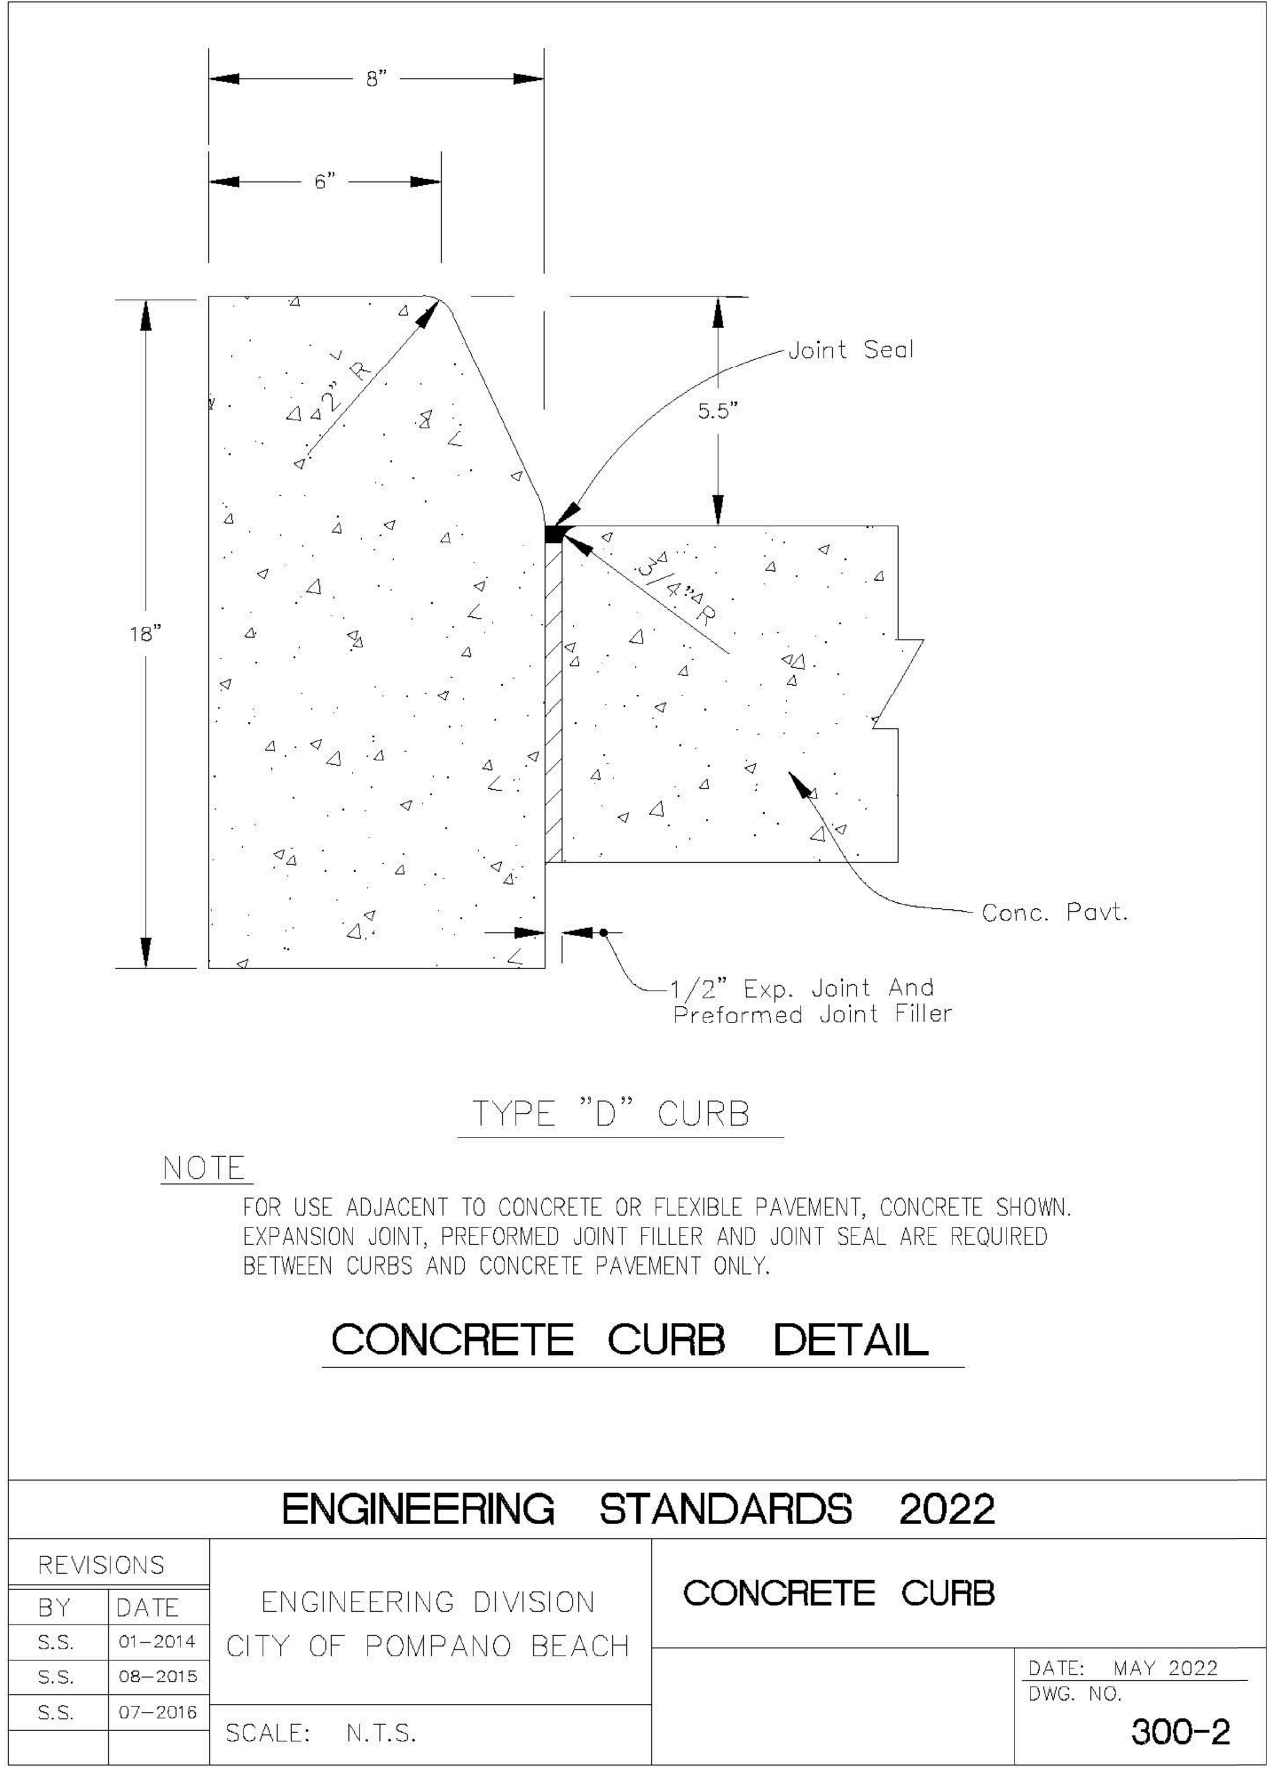 8”
6”
Joint Seal
2” R
5.5”
3/4” R
18”
Conc. Pavt.
1/2” Exp. Joint And
Preformed Joint Filler
TYPE ”D” CURB
NOTE
FOR USE ADJACENT TO CONCRETE OR FLEXIBLE PAVEMENT, CONCRETE SHOWN.
EXPANSION JOINT, PREFORMED JOINT FILLER AND JOINT SEAL ARE REQUIRED
BETWEEN CURBS AND CONCRETE PAVEMENT ONLY.
CONCRETE CURB DETAIL
ENGINEERING STANDARDS 2022
REVISIONS
BY DATE
S.S. 01-2014
S.S. 08-2015
S.S. 07-2016
ENGINEERING DIVISION
CITY OF POMPANO BEACH
SCALE: N.T.S.
CONCRETE CURB
DATE: MAY 2022
DWG. NO.
300-2